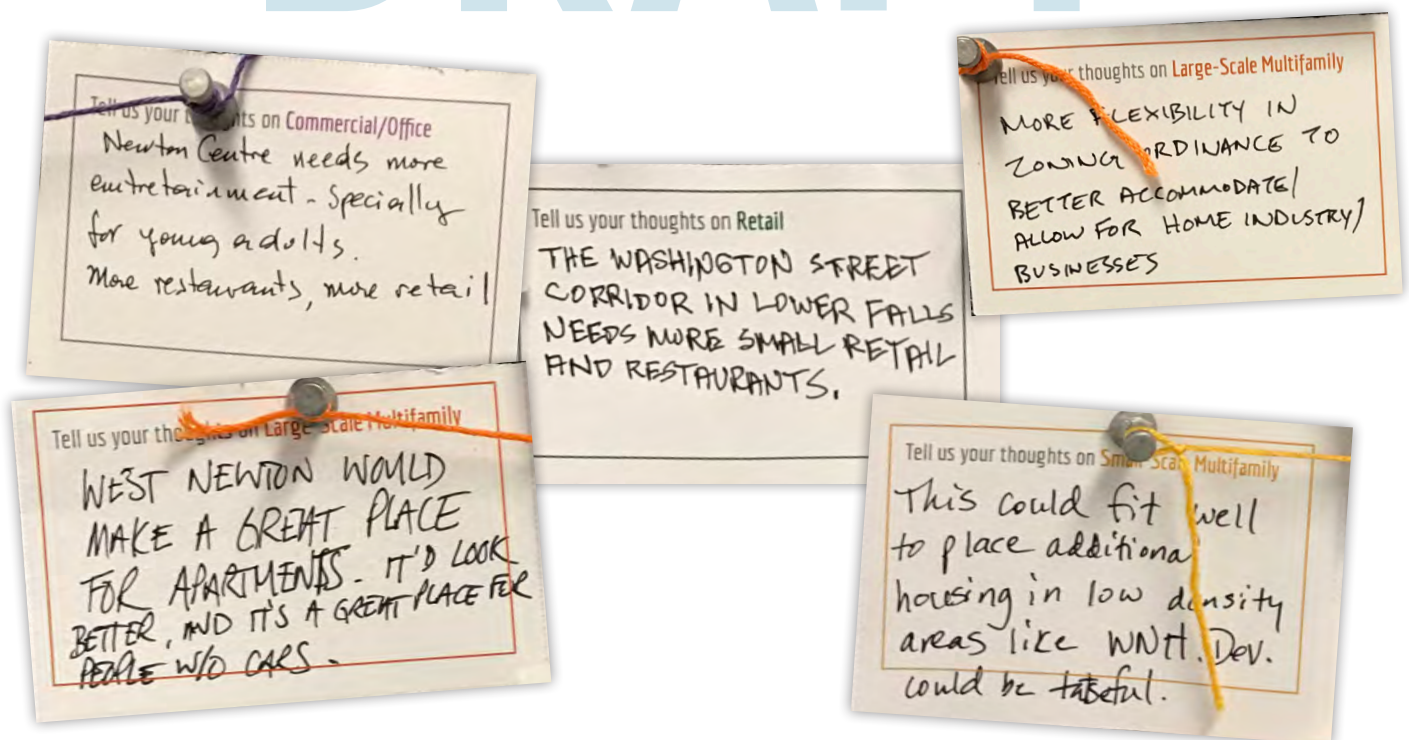 DRAFT
Tell us your thoughts on Commercial/Office
Newton Centre needs more
entretainment - Specially
for young adults.
More restaurants, more retail
Tell us your thoughts on Retail
THE WASHINGTON STREET
CORRIDOR IN LOWER FALLS
NEEDS MORE SMALL RETAIL
AND RESTAURANTS.
Tell us your thoughts on Large-Scale Multifamily
MORE FLEXIBILITY IN
ZONING ORDINANCE TO
BETTER ACCOMMODATE/
ALLOW FOR HOME INDUSTRY/
BUSINESSES
Tell us your thoughts on Large-Scale Multifamily
WEST NEWTON WOULD
MAKE A GREAT PLACE
FOR APARTMENTS. IT'D LOOK
BETTER, AND IT'S A GREAT PLACE FOR
PEOPLE W/O CARS.
Tell us your thoughts on Small-Scale Multifamily
This could fit well
to place additional
housing in low density
areas like WNH. Dev.
could be tasteful.